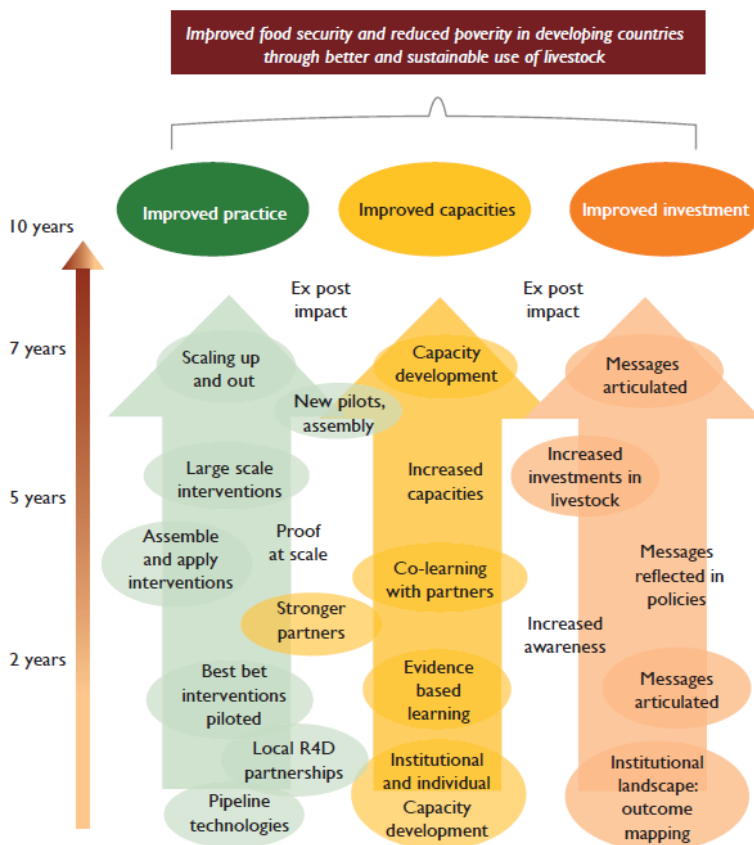 Improved food security and reduced poverty in developing countries
through better and sustainable use of livestock
Improved practice
Improved capacities
Improved investment
10 years
Ex post
impact
Ex post
impact
7 years
Scaling up
and out
Capacity
development
Messages
articulated
New pilots,
assembly
Large scale
interventions
Increased
capacities
Increased
investments in
livestock
5 years
Assemble
and apply
interventions
Proof
at scale
Co-learning
with partners
Messages
reflected in
policies
Stronger
partners
Increased
awareness
2 years
Best bet
interventions
piloted
Evidence
based
learning
Messages
articulated
Local R4D
partnerships
Institutional
and individual
Capacity
development
Institutional
landscape:
outcome
mapping
Pipeline
technologies